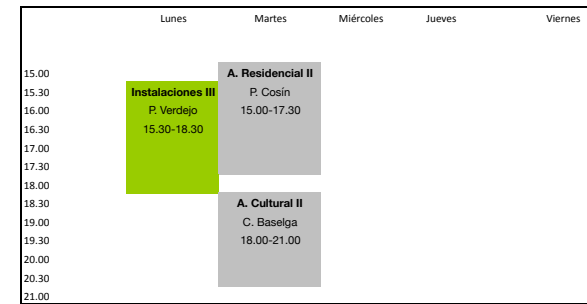 Lunes Martes Miércoles Jueves Viernes
15.00 A. Residencial II
15.30 Instalaciones III P. Cosín
16.00 P. Verdejo 15.00-17.30
16.30 15.30-18.30
17.00
17.30
18.00
18.30 A. Cultural II
19.00 C. Baselga
19.30 18.00-21.00
20.00
20.30
21.00